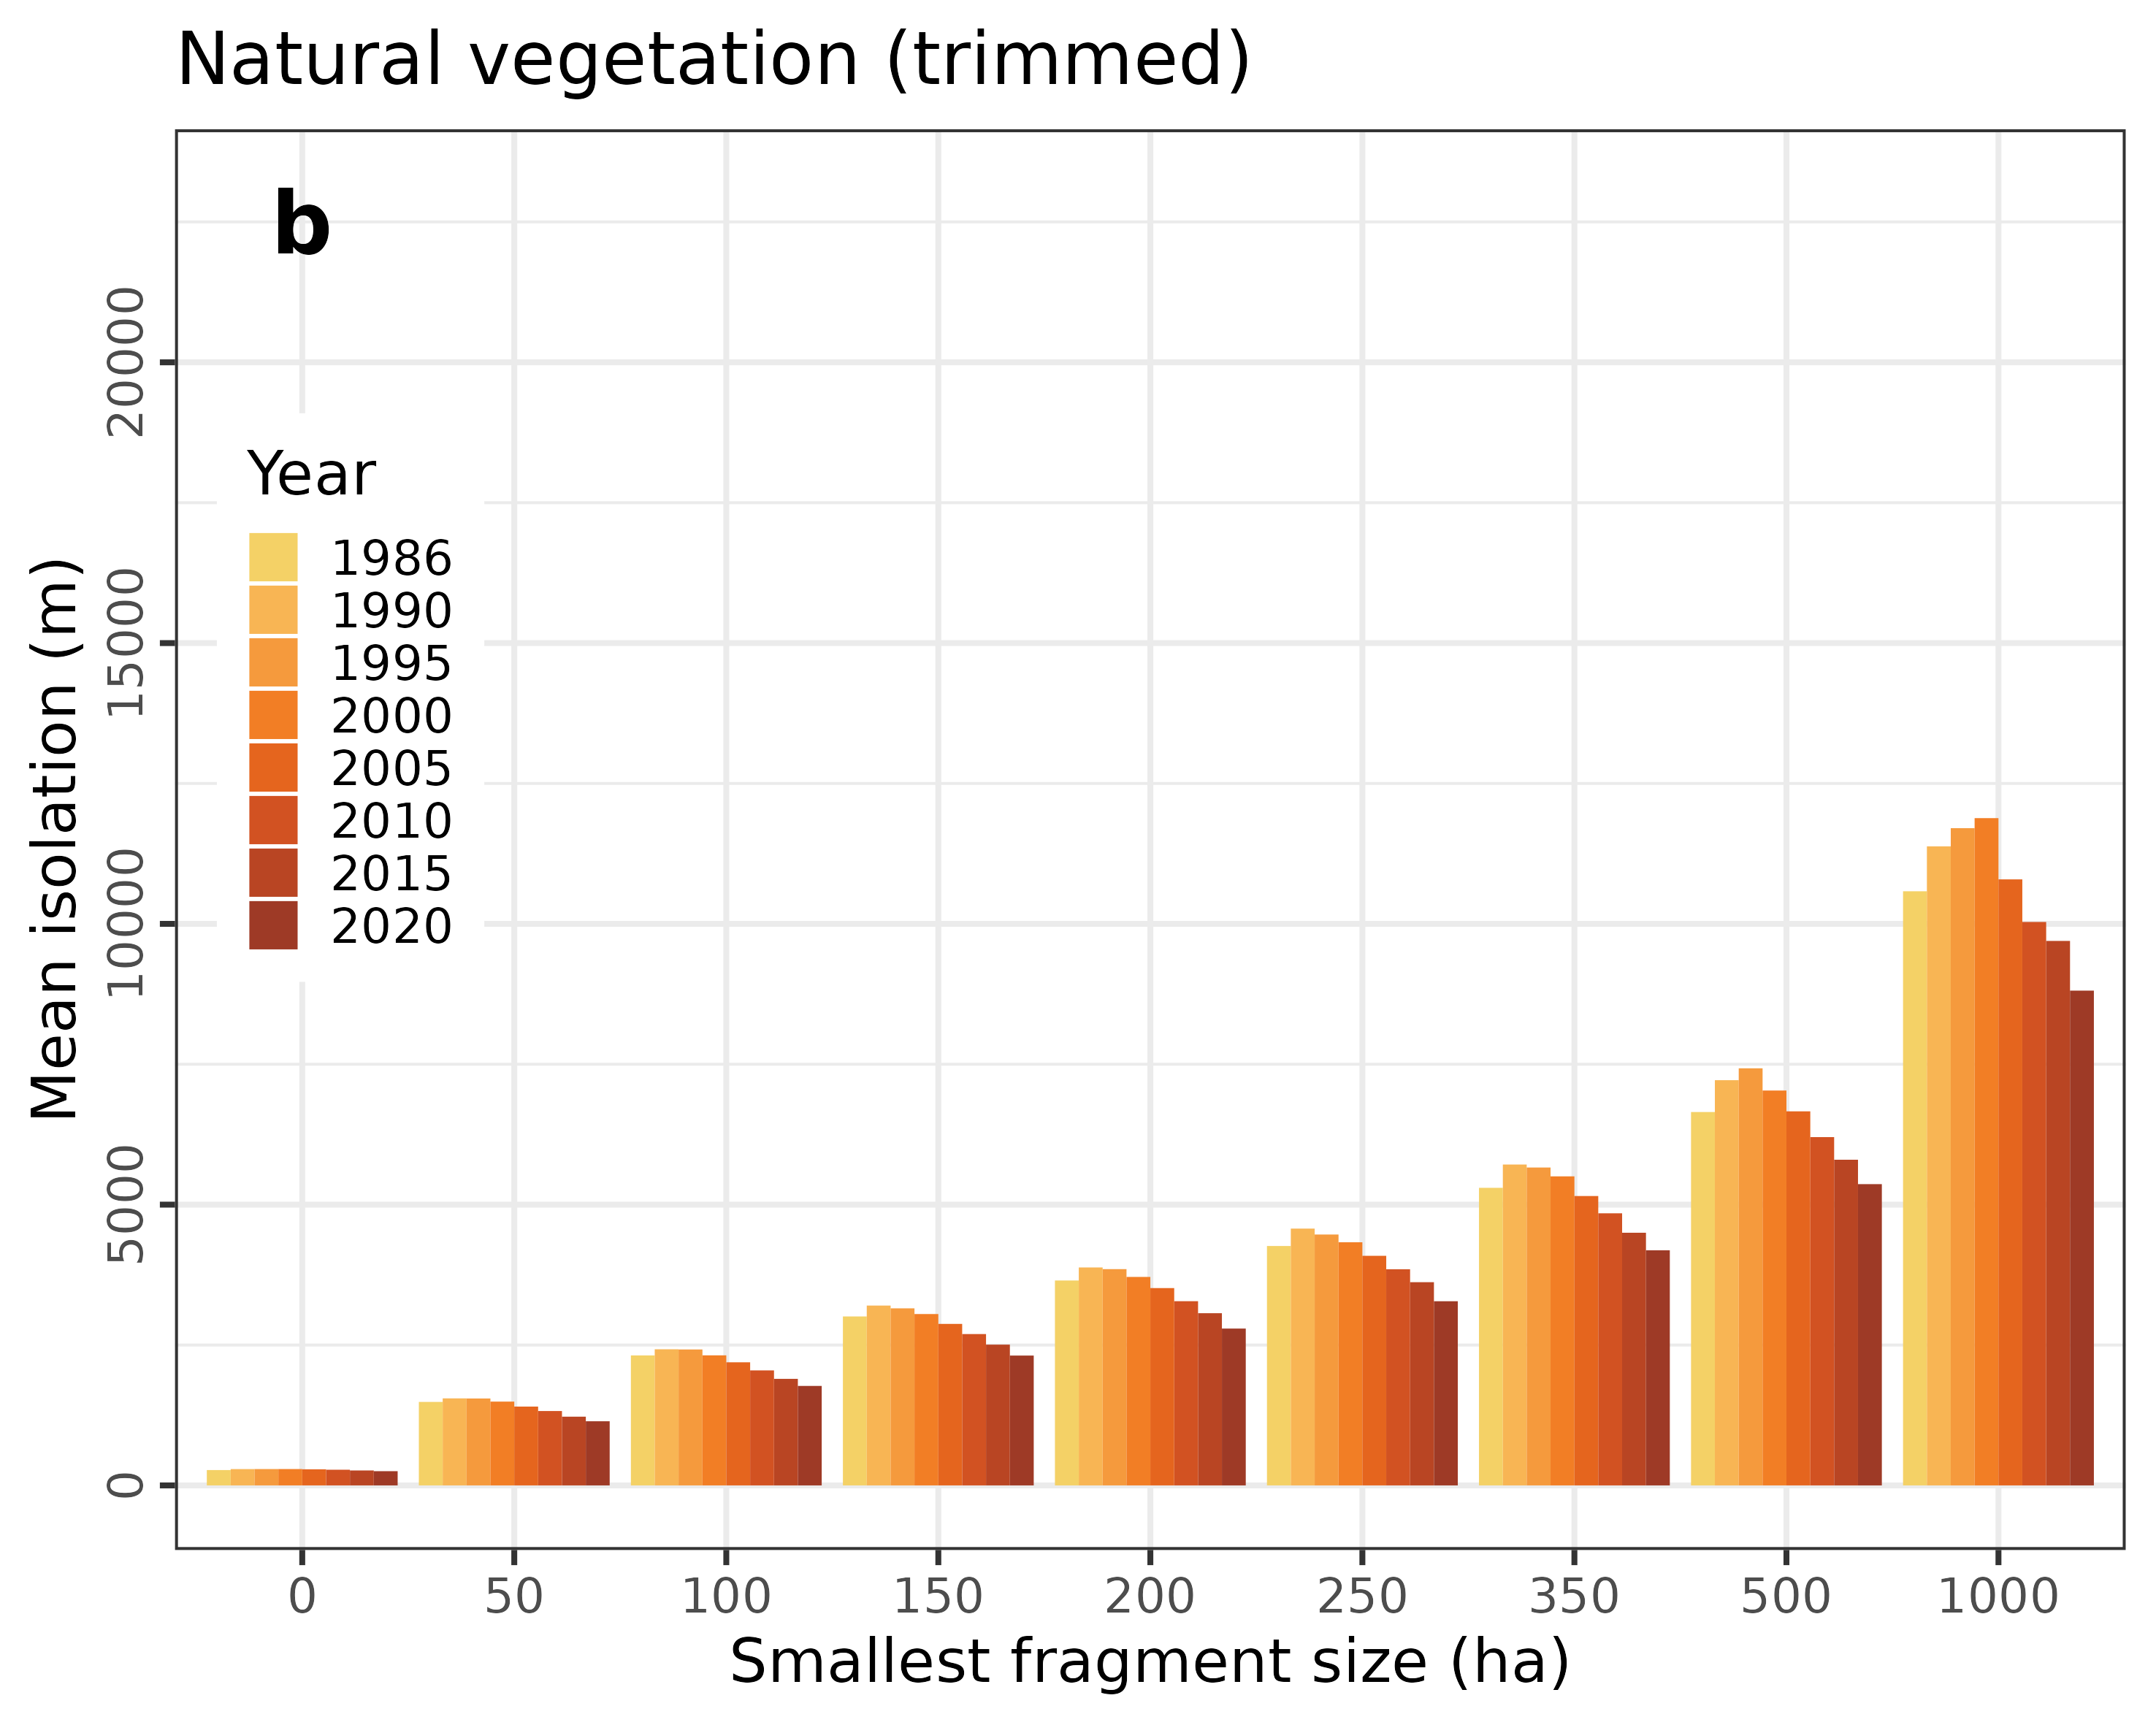 Natural vegetation (trimmed)
b
Mean isolation (m)
20000
15000
10000
5000
0
Year
1986
1990
1995
2000
2005
2010
2015
2020
0 50 100 150 200 250 350 500 1000
Smallest fragment size (ha)